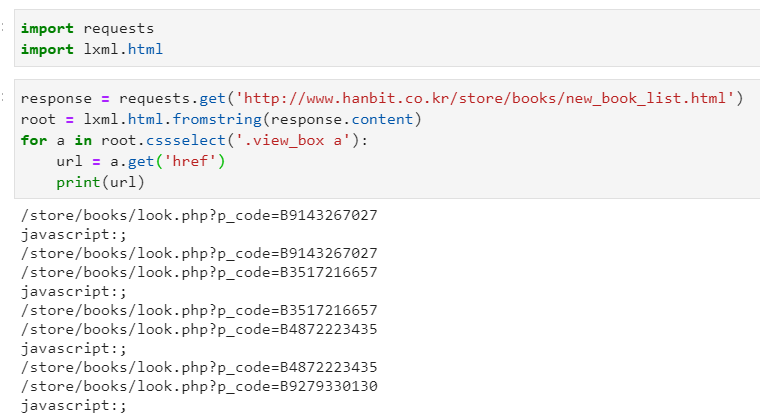 import requests
import lxml.html
response = requests.get('http://www.hanbit.co.kr/store/books/new_book_list.html')
root = lxml.html.fromstring(response.content)
for a in root.cssselect('.view_box a'):
    url = a.get('href')
    print(url)
/store/books/look.php?p_code=B9143267027
javascript:;
/store/books/look.php?p_code=B9143267027
/store/books/look.php?p_code=B3517216657
javascript:;
/store/books/look.php?p_code=B3517216657
/store/books/look.php?p_code=B4872223435
javascript:;
/store/books/look.php?p_code=B4872223435
/store/books/look.php?p_code=B9279330130
javascript:;